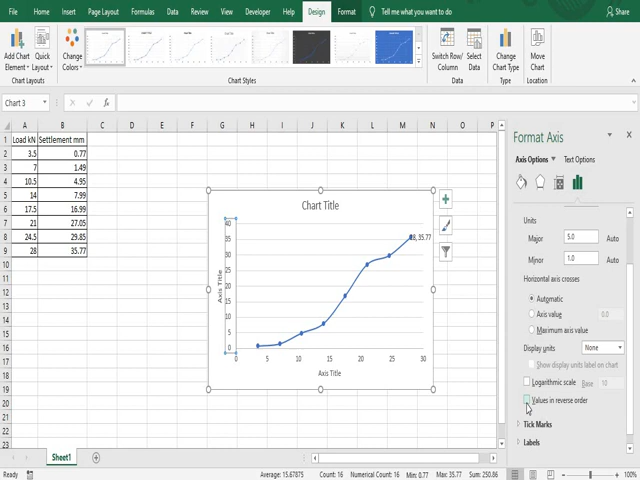 File Home Insert Page Layout Formulas Data Review View Developer Help Design Format Tell me what you want to do
Add Chart Element Quick Layout Change Colors Switch Row/Column Select Data Change Chart Type Move Chart
Chart Layouts Chart Styles Data Type Location
Chart 3 fx
A B C D E F G H I J K L M N O P
1 Load kN Settlement mm
2 3.5 0.77
3 7 1.49
4 10.5 4.95
5 14 7.99
6 17.5 16.99
7 21 27.05
8 24.5 29.85
9 28 35.77
10
11
12
13
14
15
16
17
18
19
20
21
22
23
Chart Title
40
35
30
25
20
15
10
5
0
Axis Title
28, 35.77
0 5 10 15 20 25 30
Axis Title
Format Axis
Axis Options Text Options
Units
Major 5.0 Auto
Minor 1.0 Auto
Horizontal axis crosses
Automatic
Axis value 0.0
Maximum axis value
Display units None
Show display units label on chart
Logarithmic scale Base 10
Values in reverse order
Tick Marks
Labels
Sheet1
Ready Average: 15.67875 Count: 16 Numerical Count: 16 Min: 0.77 Max: 35.77 Sum: 250.86 100%